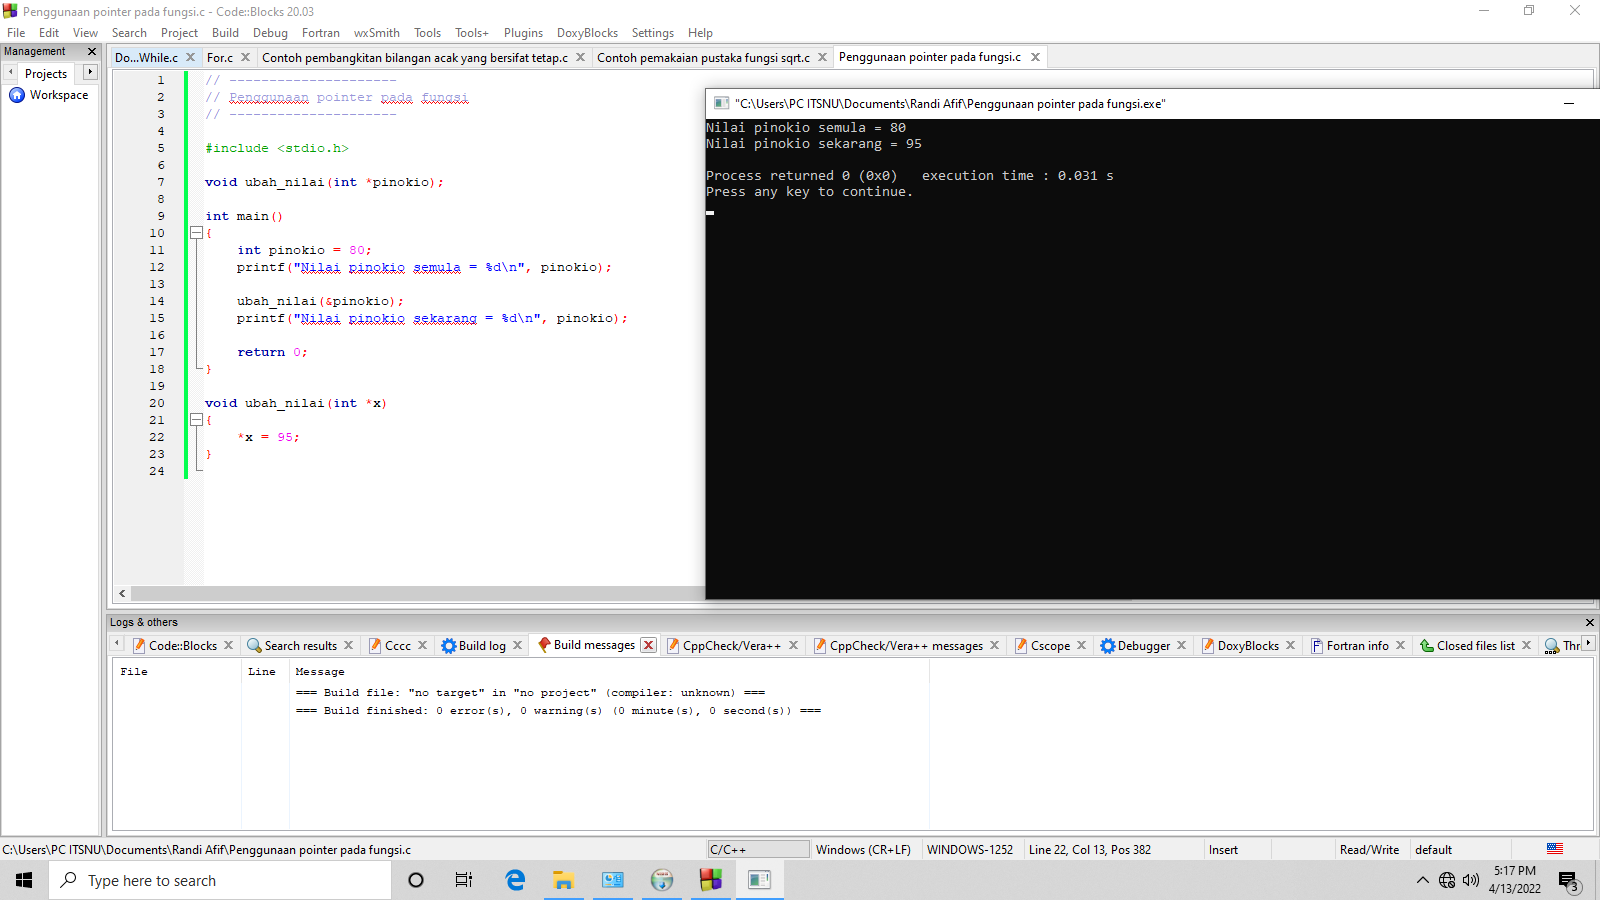 Penggunaan pointer pada fungsi.c - Code::Blocks 20.03
File Edit View Search Project Build Debug Fortran wxSmith Tools Tools+ Plugins DoxyBlocks Settings Help
Management
Projects
Workspace
Do...While.c
For.c
Contoh pembangkitan bilangan acak yang bersifat tetap.c
Contoh pemakaian pustaka fungsi sqrt.c
Penggunaan pointer pada fungsi.c
1 // ---------------------
2 // Penggunaan pointer pada fungsi
3 // ---------------------
4
5 #include <stdio.h>
6
7 void ubah_nilai(int *pinokio);
8
9 int main()
10 {
11 int pinokio = 80;
12 printf("Nilai pinokio semula = %d\n", pinokio);
13
14 ubah_nilai(&pinokio);
15 printf("Nilai pinokio sekarang = %d\n", pinokio);
16
17 return 0;
18 }
19
20 void ubah_nilai(int *x)
21 {
22 *x = 95;
23 }
24
"C:\Users\PC ITSNU\Documents\Randi Afif\Penggunaan pointer pada fungsi.exe"
Nilai pinokio semula = 80
Nilai pinokio sekarang = 95
Process returned 0 (0x0) execution time : 0.031 s
Press any key to continue.
Logs & others
Code::Blocks
Search results
Cccc
Build log
Build messages
CppCheck/Vera++
CppCheck/Vera++ messages
Cscope
Debugger
DoxyBlocks
Fortran info
Closed files list
Thr
File Line Message
=== Build file: "no target" in "no project" (compiler: unknown) ===
=== Build finished: 0 error(s), 0 warning(s) (0 minute(s), 0 second(s)) ===
C:\Users\PC ITSNU\Documents\Randi Afif\Penggunaan pointer pada fungsi.c
C/C++
Windows (CR+LF)
WINDOWS-1252
Line 22, Col 13, Pos 382
Insert
Read/Write
default
Type here to search
5:17 PM
4/13/2022
3